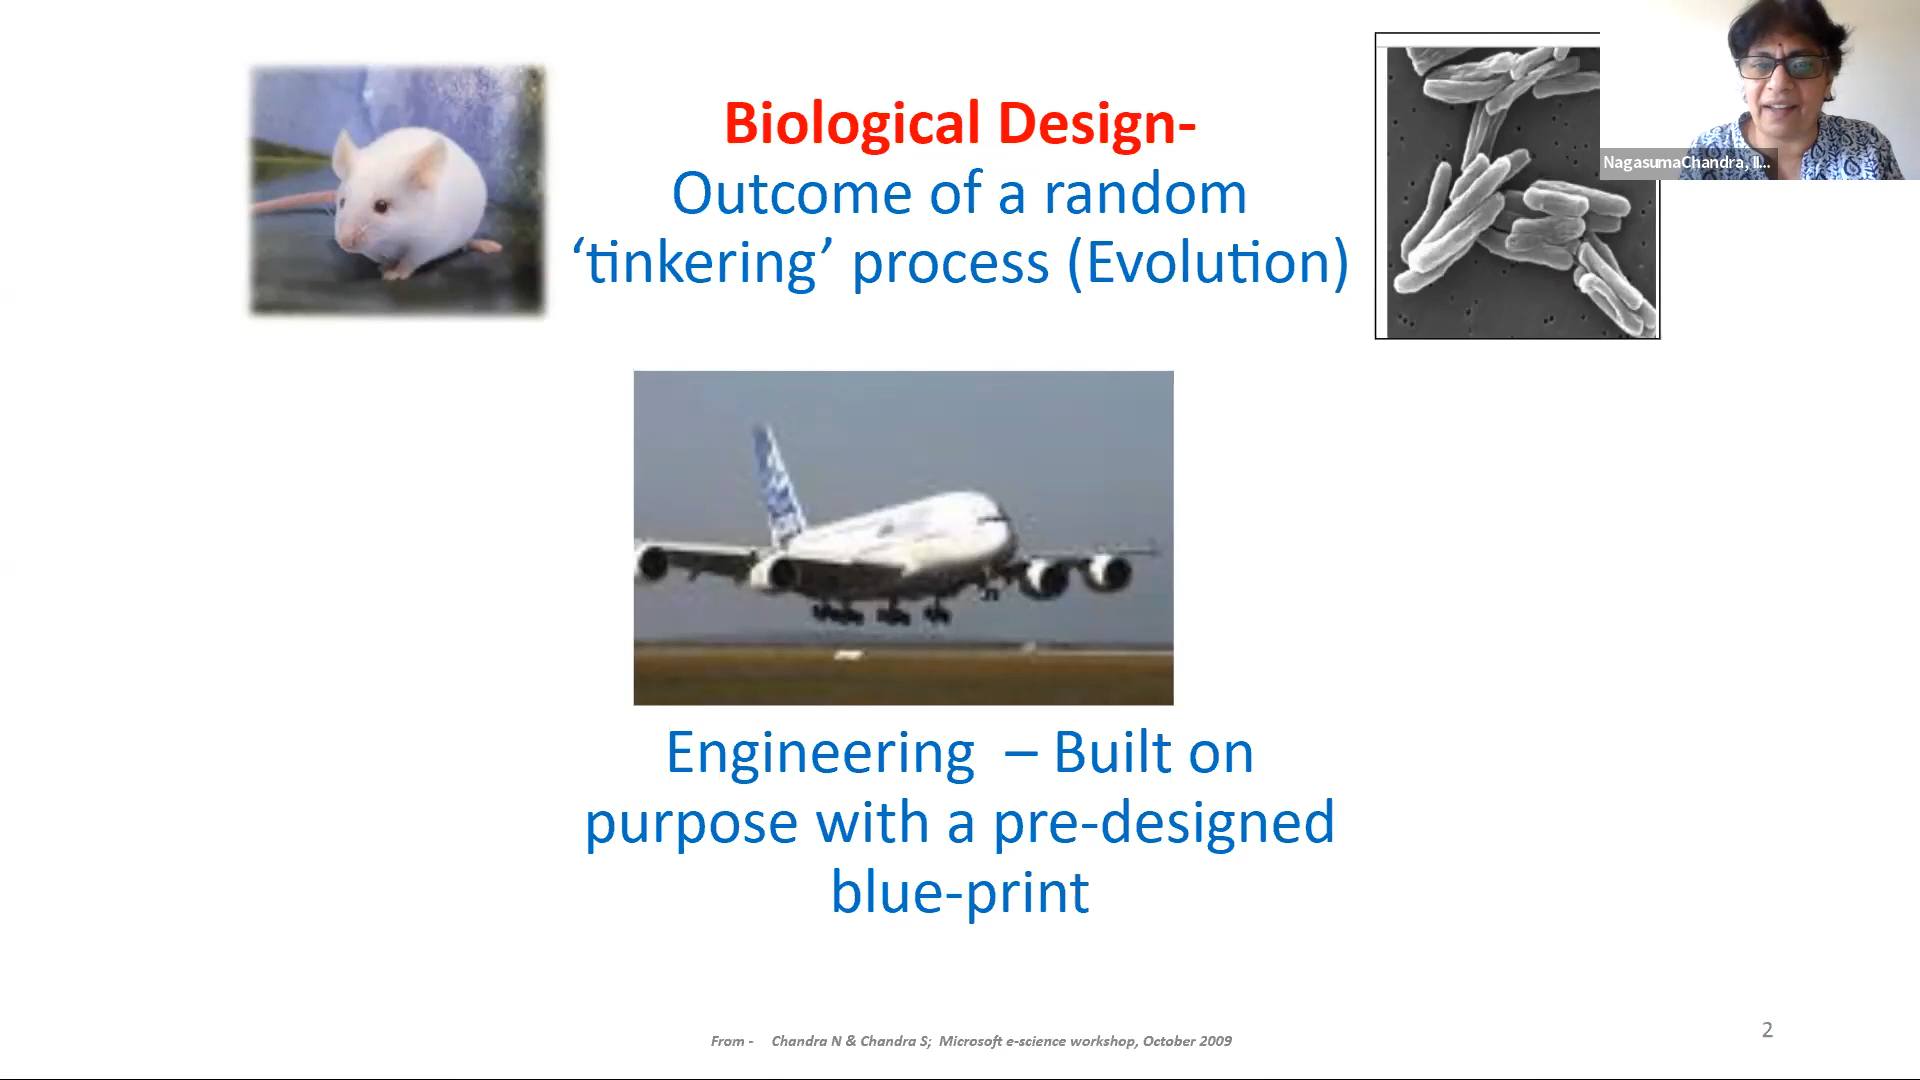 Biological Design-
Outcome of a random
‘tinkering’ process (Evolution)
NagasumaChandra, II...
Engineering – Built on
purpose with a pre-designed
blue-print
From - Chandra N & Chandra S; Microsoft e-science workshop, October 2009
2